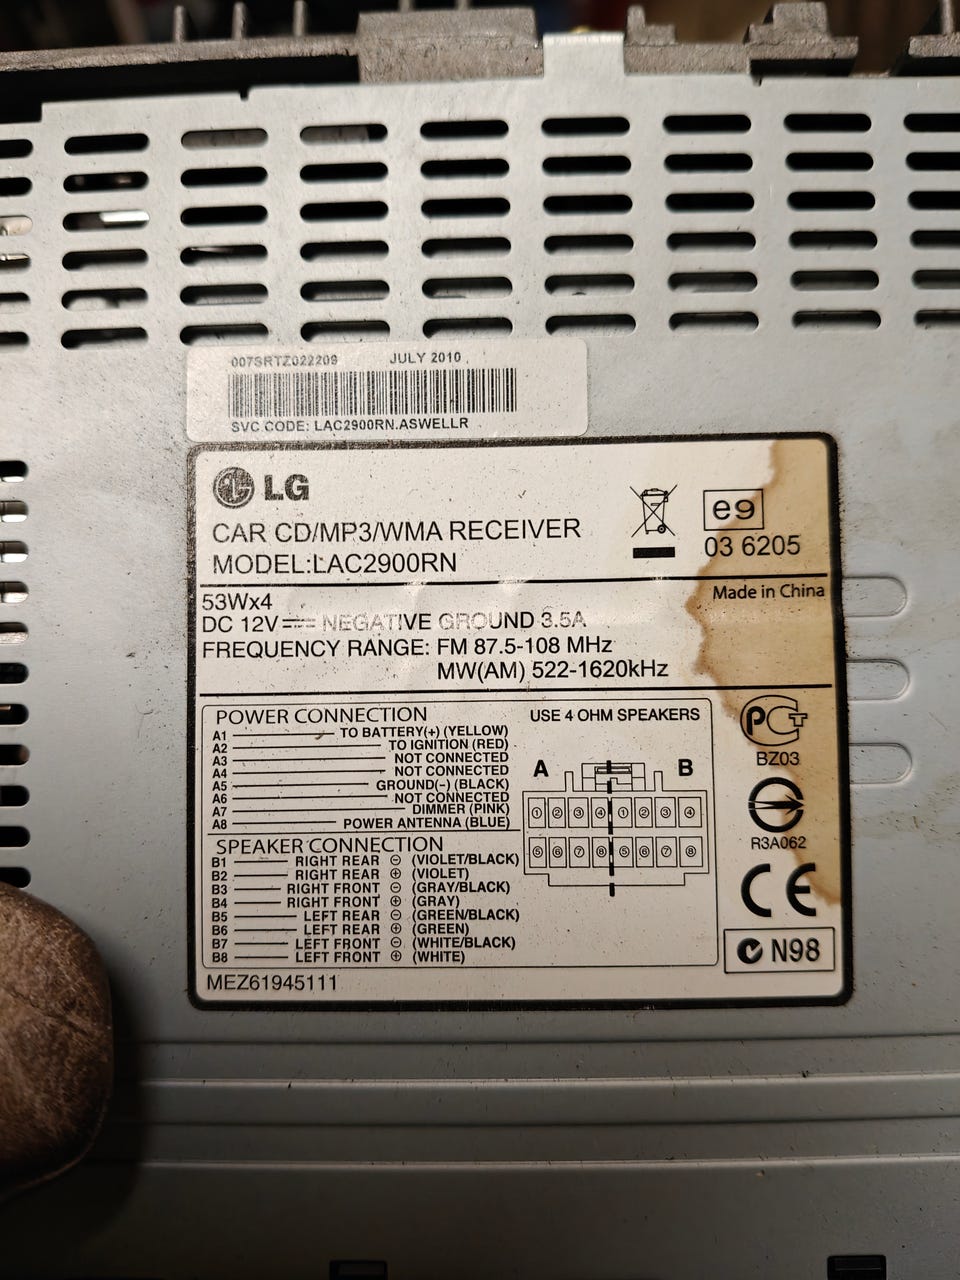 007SRTZ022209 JULY 2010
SVC CODE: LAC2900RN.ASWELLR
LG
CAR CD/MP3/WMA RECEIVER
MODEL:LAC2900RN
e9
03 6205
53Wx4
Made in China
DC 12V NEGATIVE GROUND 3.5A
FREQUENCY RANGE: FM 87.5-108 MHz
MW(AM) 522-1620kHz
POWER CONNECTION
A1 TO BATTERY(+) (YELLOW)
A2 TO IGNITION (RED)
A3 NOT CONNECTED
A4 NOT CONNECTED
A5 GROUND(-) (BLACK)
A6 NOT CONNECTED
A7 DIMMER (PINK)
A8 POWER ANTENNA (BLUE)
SPEAKER CONNECTION
B1 RIGHT REAR ⊖ (VIOLET/BLACK)
B2 RIGHT REAR ⊕ (VIOLET)
B3 RIGHT FRONT ⊖ (GRAY/BLACK)
B4 RIGHT FRONT ⊕ (GRAY)
B5 LEFT REAR ⊖ (GREEN/BLACK)
B6 LEFT REAR ⊕ (GREEN)
B7 LEFT FRONT ⊖ (WHITE/BLACK)
B8 LEFT FRONT ⊕ (WHITE)
USE 4 OHM SPEAKERS
A B
① ② ③ ④ ① ② ③ ④
⑤ ⑥ ⑦ ⑧ ⑤ ⑥ ⑦ ⑧
PCT
BZ03
R3A062
CE
N98
MEZ61945111